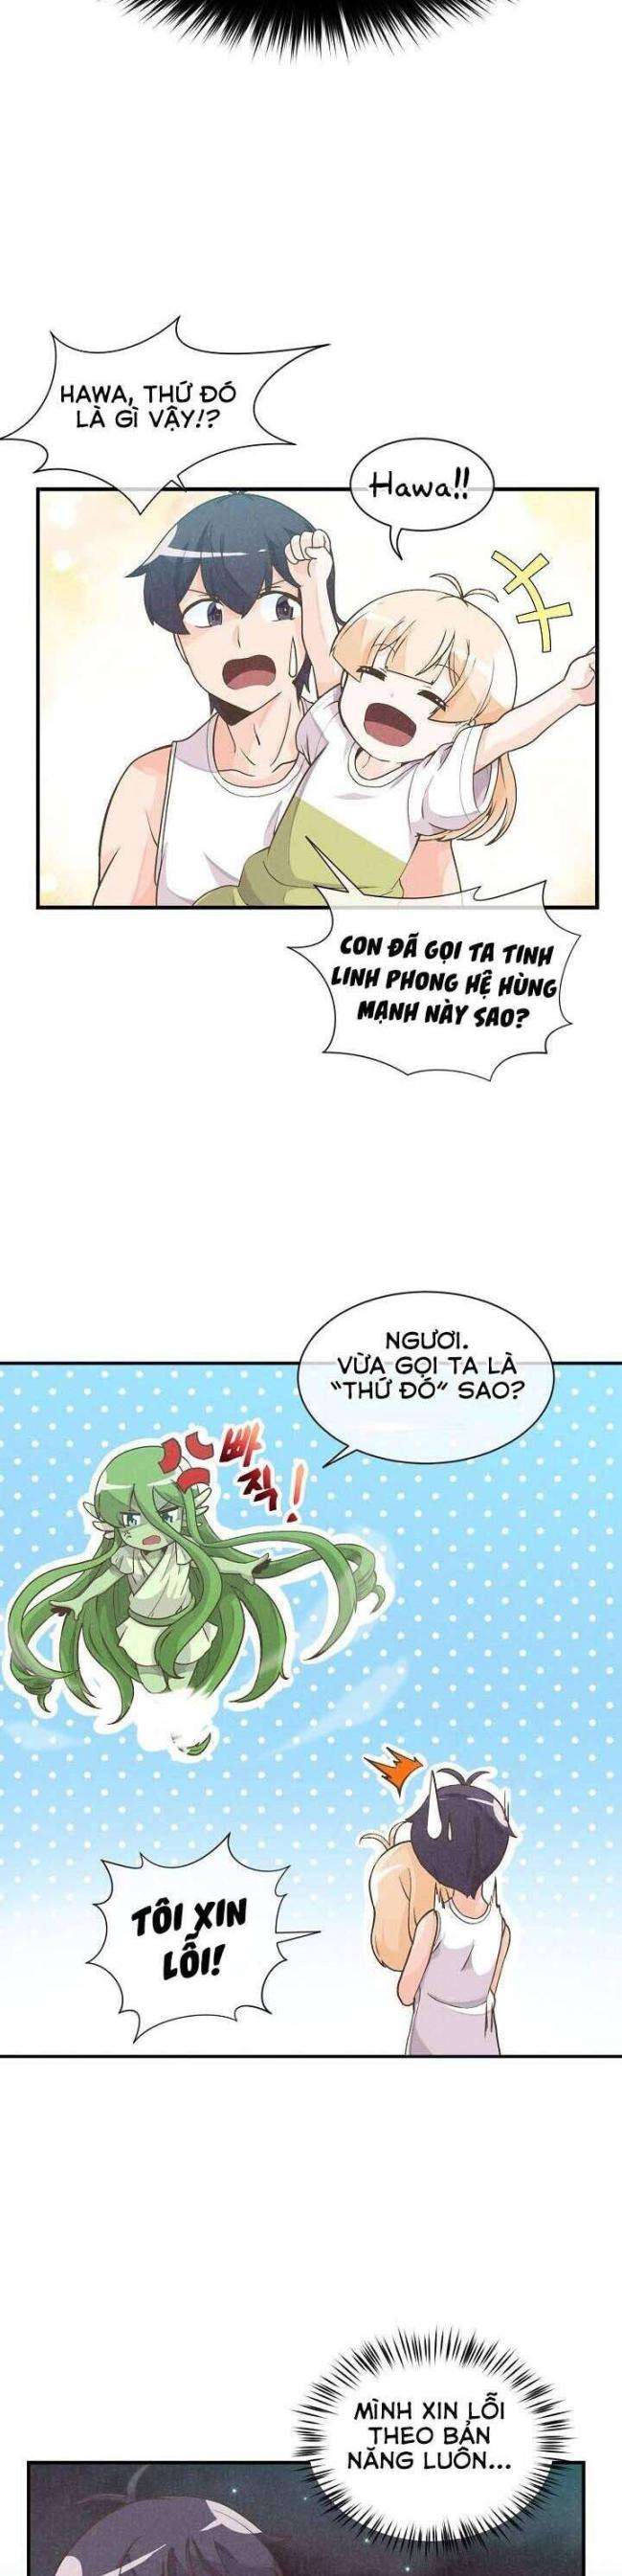 HAWA, THỨ ĐÓ
LÀ GÌ VẬY!?
Hawa!!
CON ĐÃ GỌI TA TINH
LINH PHONG HỆ HÙNG
MẠNH NÀY SAO?
NGƯƠI.
VỪA GỌI TA LÀ
"THỨ ĐÓ" SAO?
빠
직!
TÔI XIN
LỖI!
MÌNH XIN LỖI
THEO BẢN
NĂNG LUÔN...